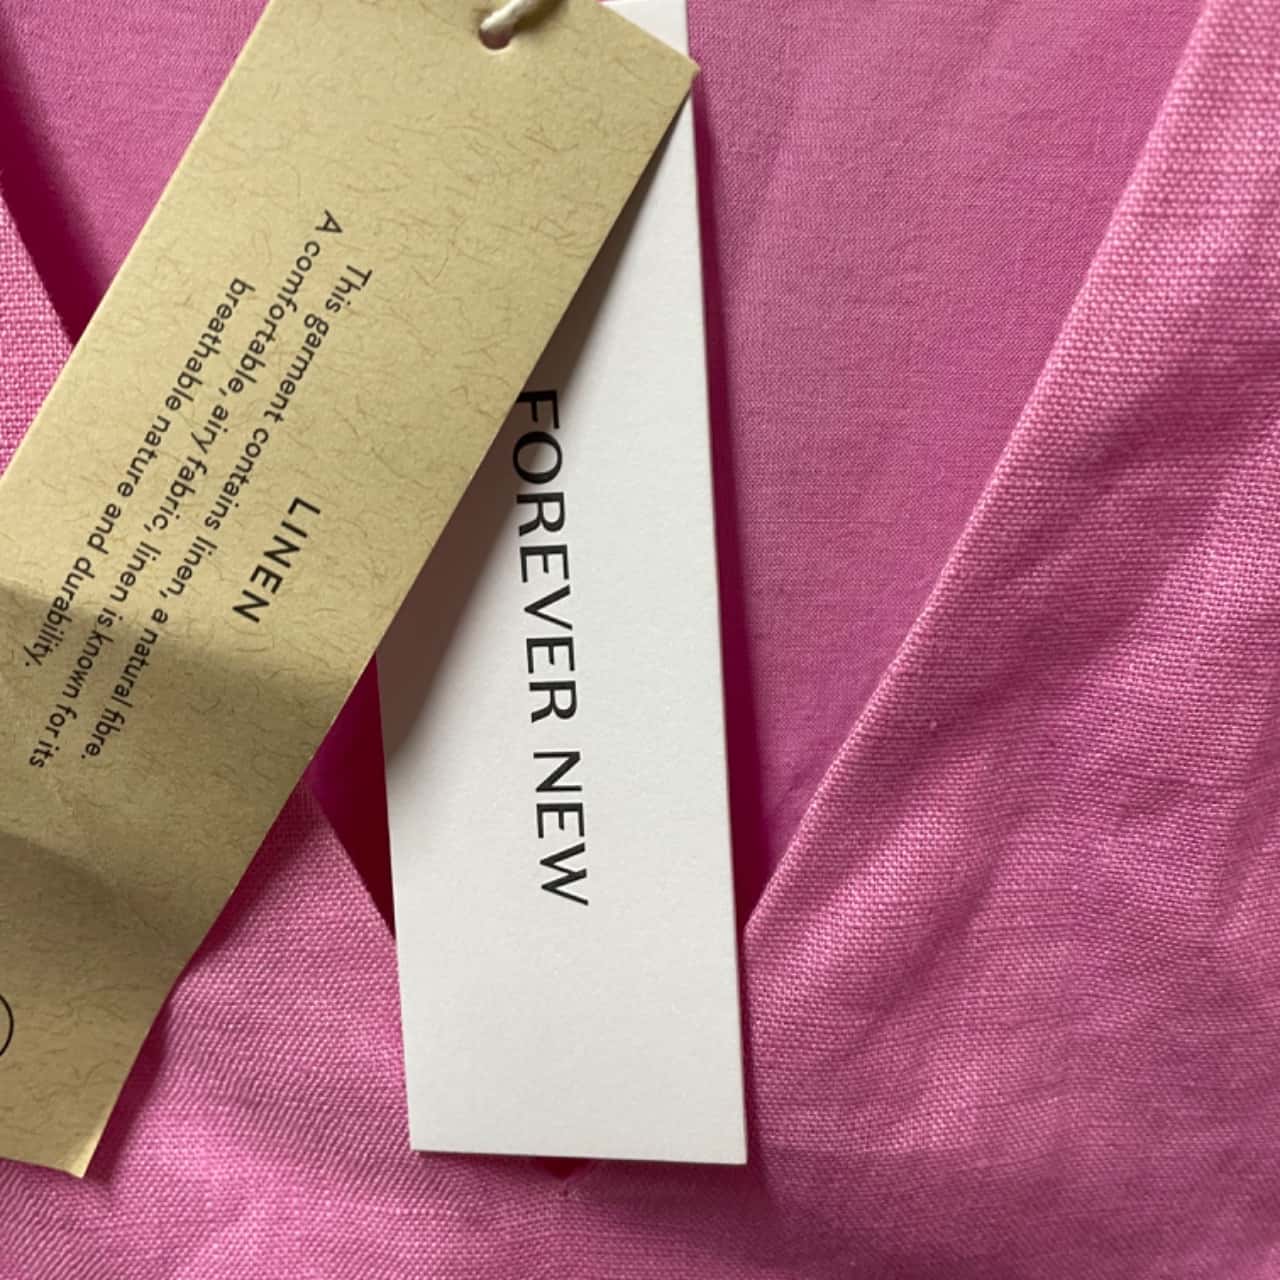 LINEN
This garment contains linen, a natural fibre.
A comfortable, airy fabric, linen is known for its
breathable nature and durability.
FOREVER NEW